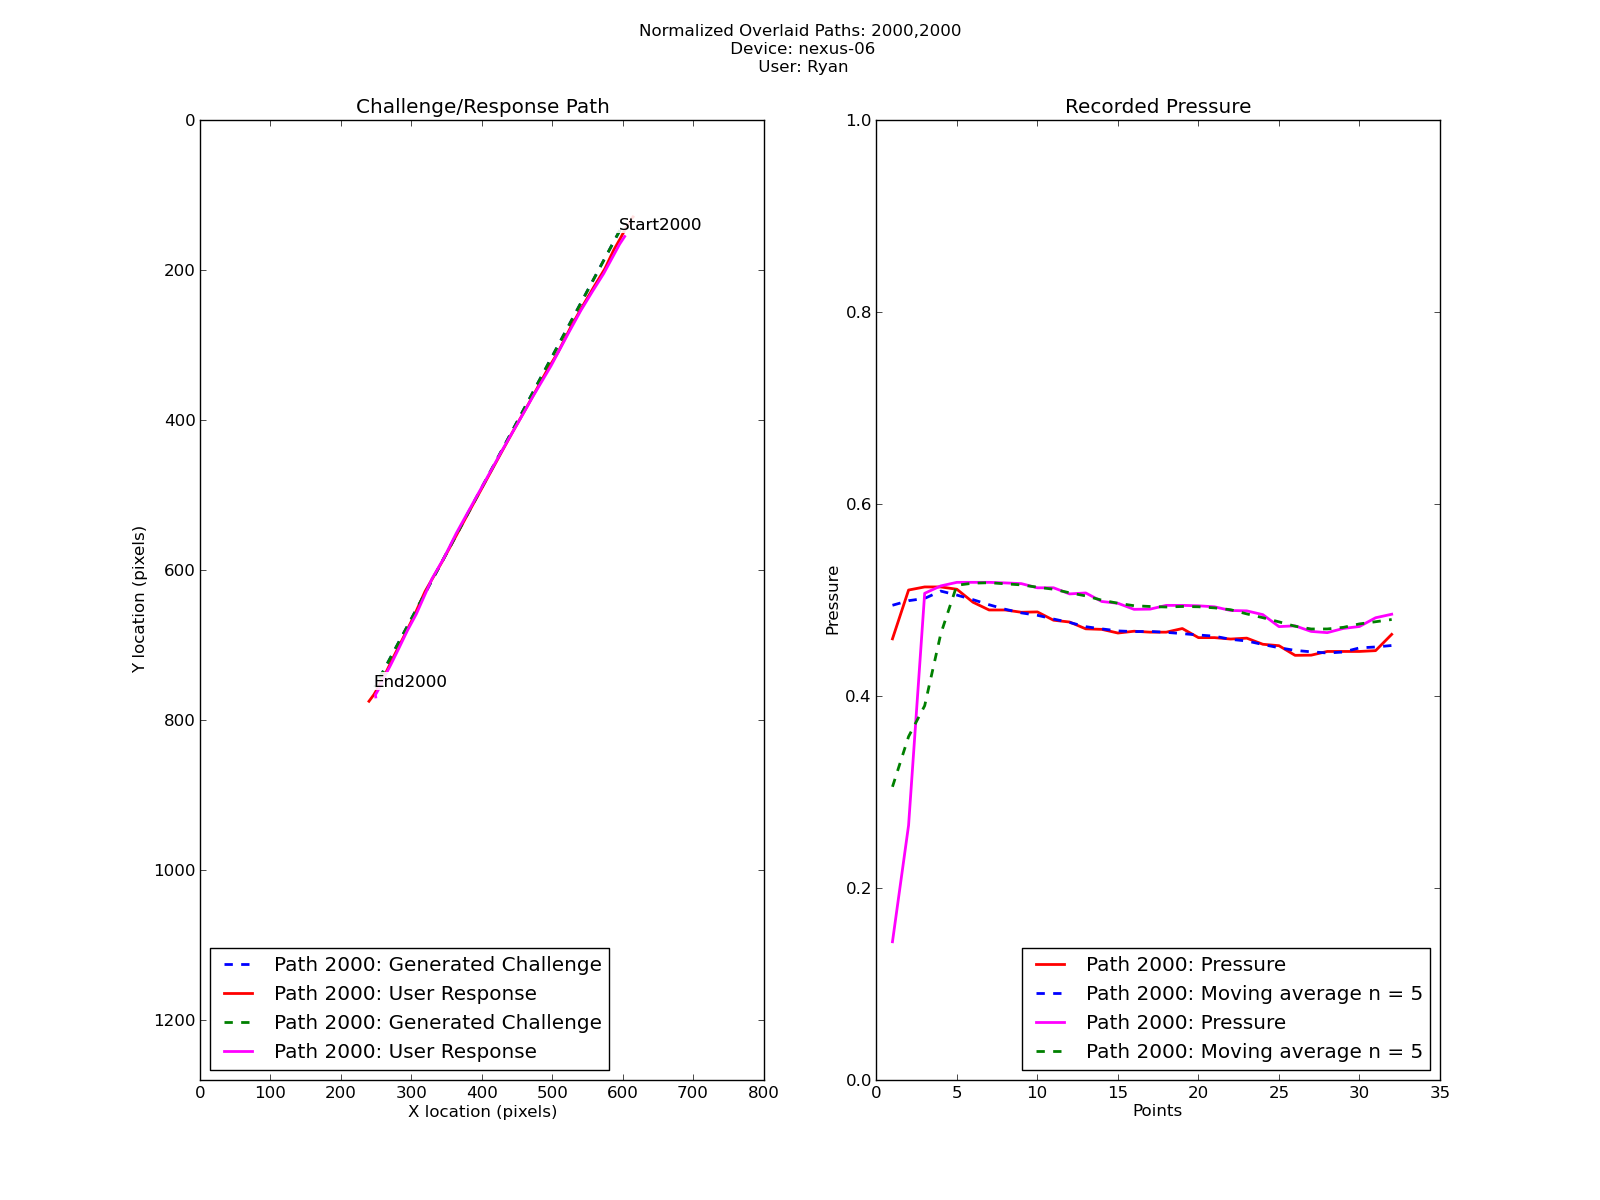 Normalized Overlaid Paths: 2000,2000
Device: nexus-06
User: Ryan
Challenge/Response Path
0
200
400
600
800
1000
1200
Y location (pixels)
Start2000
End2000
Path 2000: Generated Challenge
Path 2000: User Response
Path 2000: Generated Challenge
Path 2000: User Response
0 100 200 300 400 500 600 700 800
X location (pixels)
Recorded Pressure
1.0
0.8
0.6
0.4
0.2
0.0
Pressure
Path 2000: Pressure
Path 2000: Moving average n = 5
Path 2000: Pressure
Path 2000: Moving average n = 5
0 5 10 15 20 25 30 35
Points